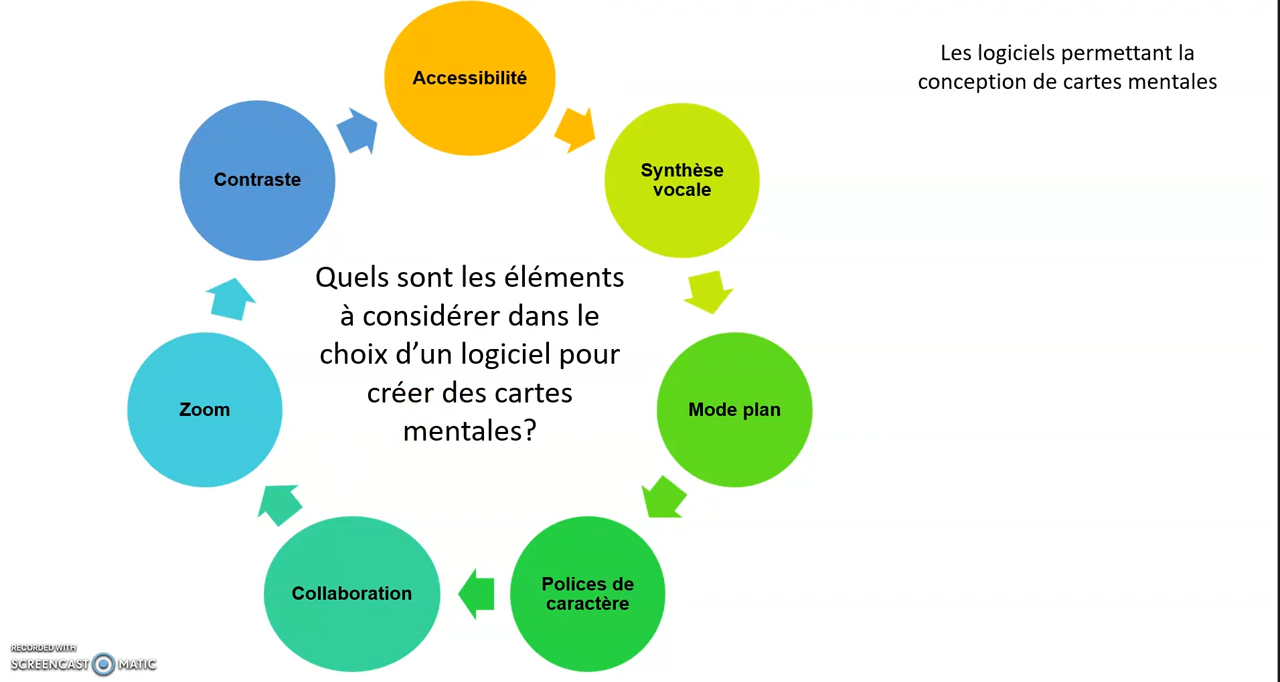 Les logiciels permettant la
conception de cartes mentales
Accessibilité
Synthèse
vocale
Mode plan
Polices de
caractère
Collaboration
Zoom
Contraste
Quels sont les éléments
à considérer dans le
choix d’un logiciel pour
créer des cartes
mentales?
RECORDED WITH
SCREENCAST MATIC